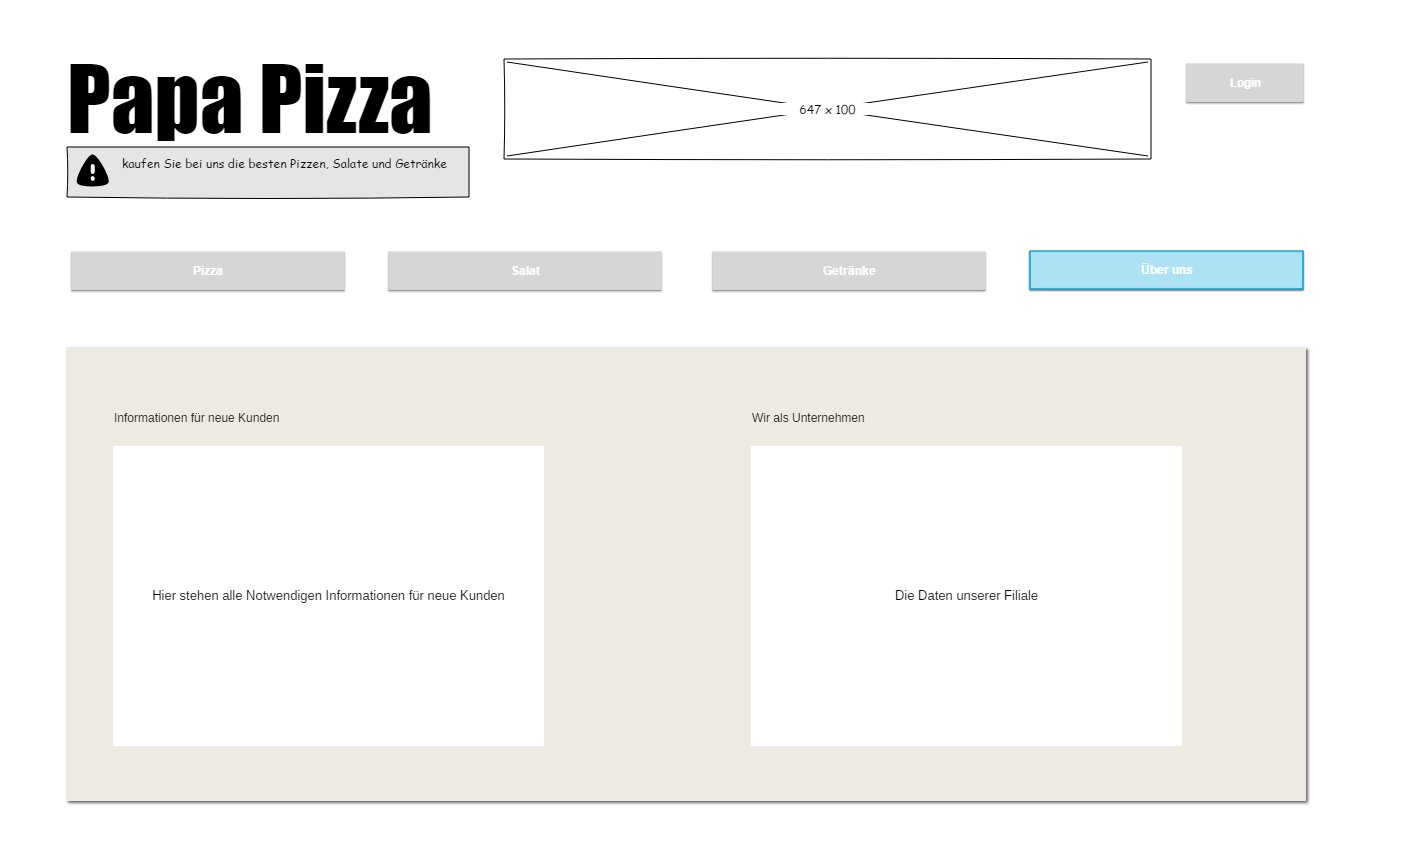 Papa Pizza
647 x 100
Login
kaufen Sie bei uns die besten Pizzen, Salate und Getränke
Pizza
Salat
Getränke
Über uns
Informationen für neue Kunden
Wir als Unternehmen
Hier stehen alle Notwendigen Informationen für neue Kunden
Die Daten unserer Filiale